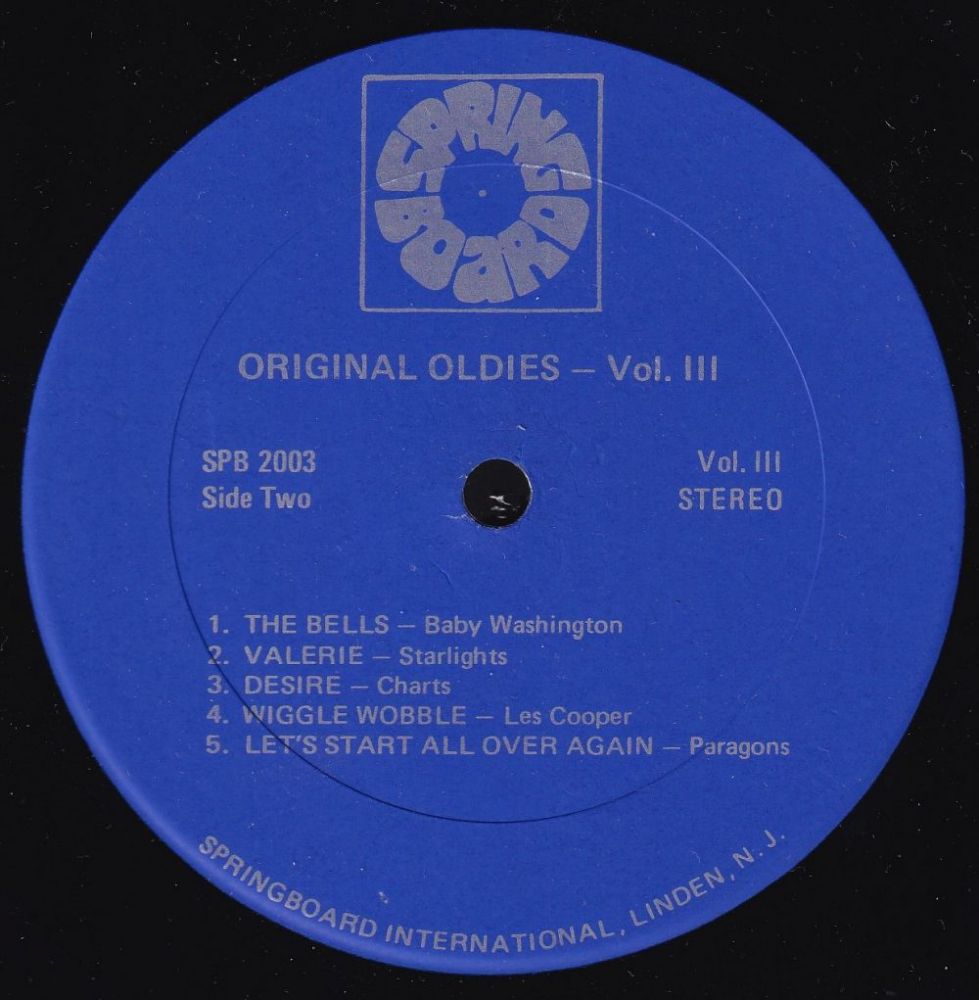 SPRINGBOARD
ORIGINAL OLDIES – Vol. III
SPB 2003
Side Two
Vol. III
STEREO
1. THE BELLS – Baby Washington
2. VALERIE – Starlights
3. DESIRE – Charts
4. WIGGLE WOBBLE – Les Cooper
5. LET'S START ALL OVER AGAIN – Paragons
SPRINGBOARD INTERNATIONAL, LINDEN, N. J.